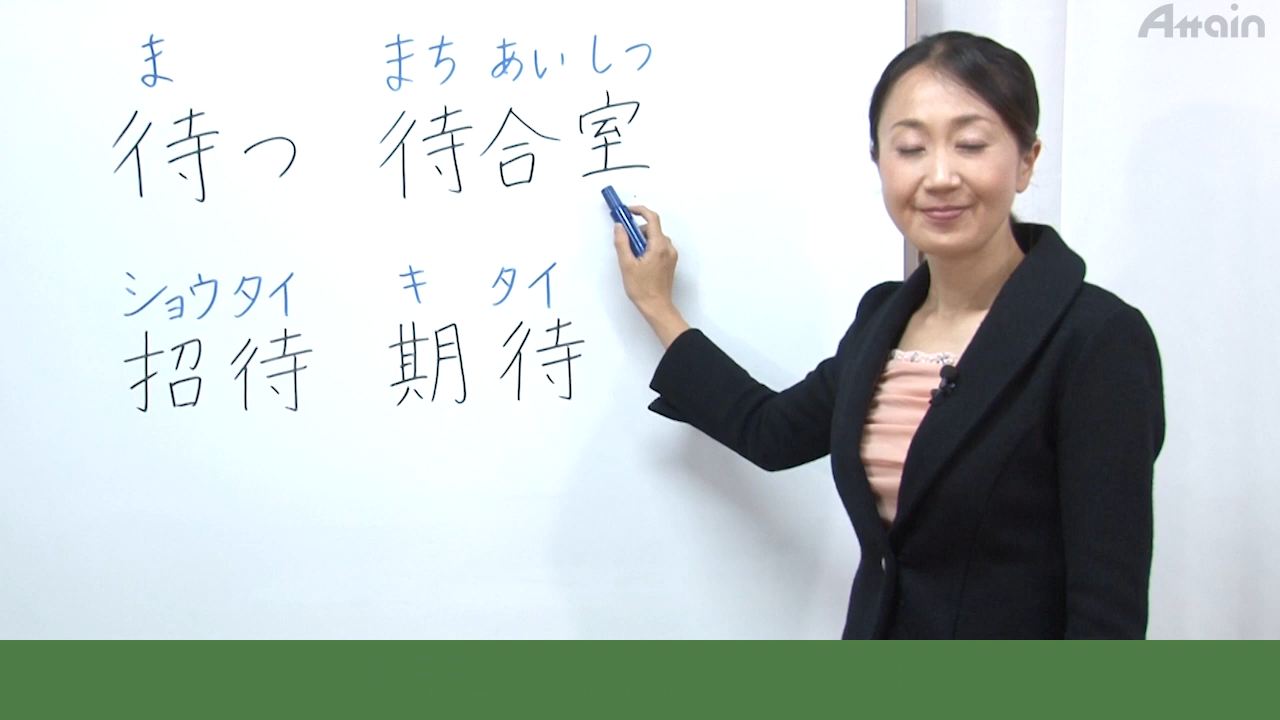 Attain
ま まちあいしつ
待つ 待合室
ショウタイ キ タイ
招待 期待